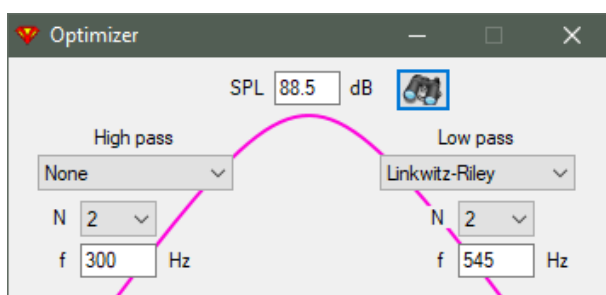 Optimizer
SPL 88.5 dB
High pass Low pass
None Linkwitz-Riley
N 2 N 2
f 300 Hz f 545 Hz